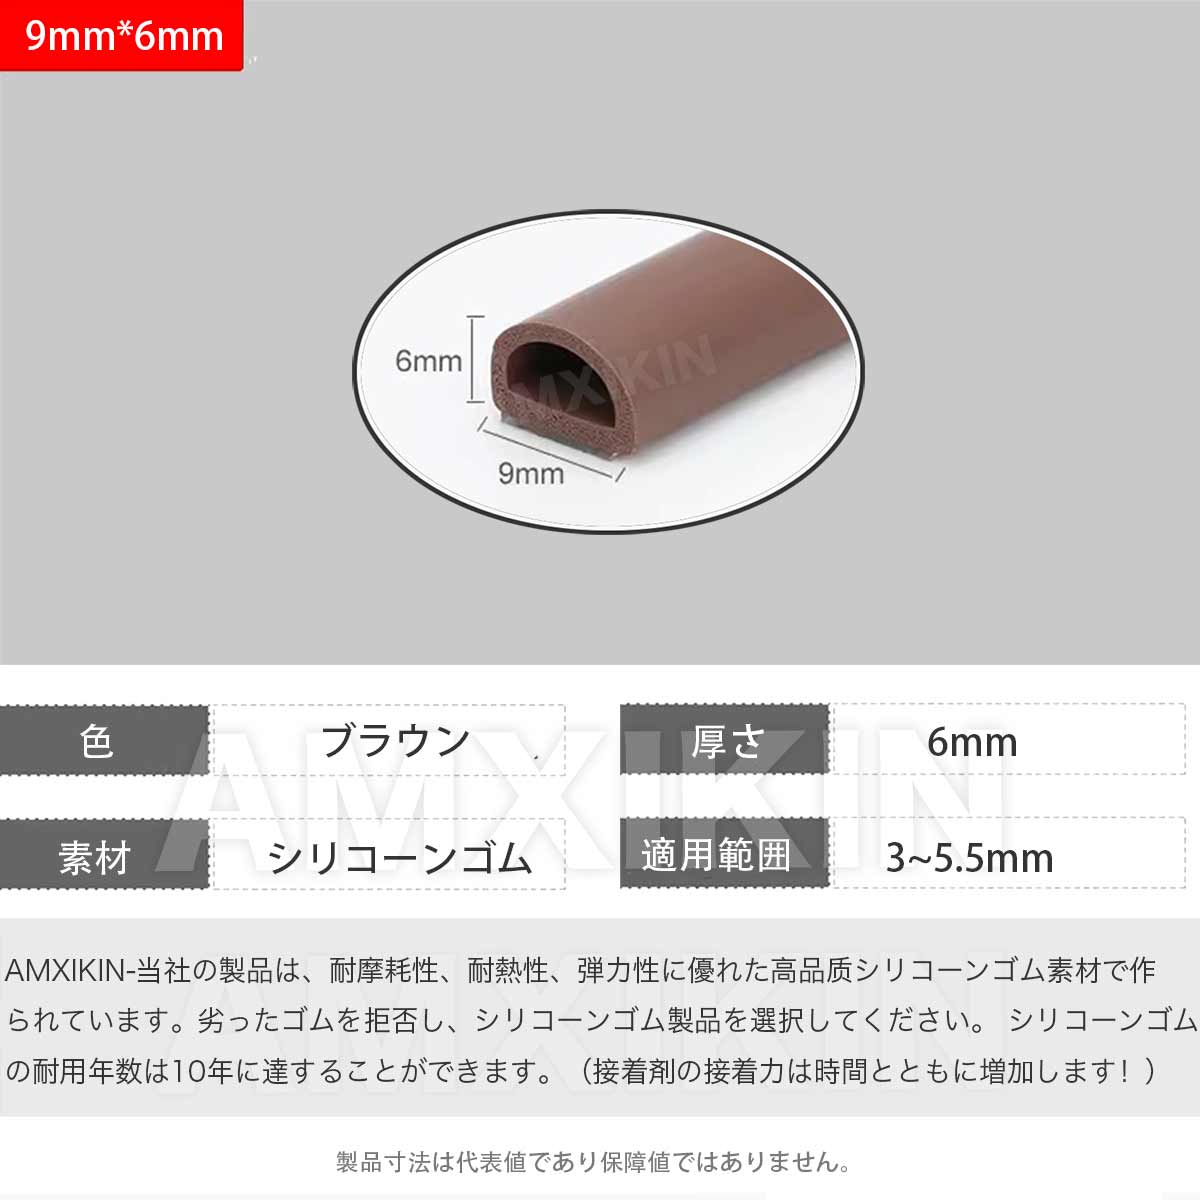 9mm*6mm
6mm
AMXIKIN
9mm
色 ブラウン 厚さ 6mm
AMXIKIN
素材 シリコーンゴム 適用範囲 3~5.5mm
AMXIKIN-当社の製品は、耐摩耗性、耐熱性、弾力性に優れた高品质シリコーンゴム素材で作
られています。劣ったゴムを拒否し、シリコーンゴム製品を選択してください。 シリコーンゴム
の耐用年数は10年に達することができます。（接着剤の接着力は時間とともに増加します！）
AMXIKIN
製品寸法は代表値であり保障値ではありません。